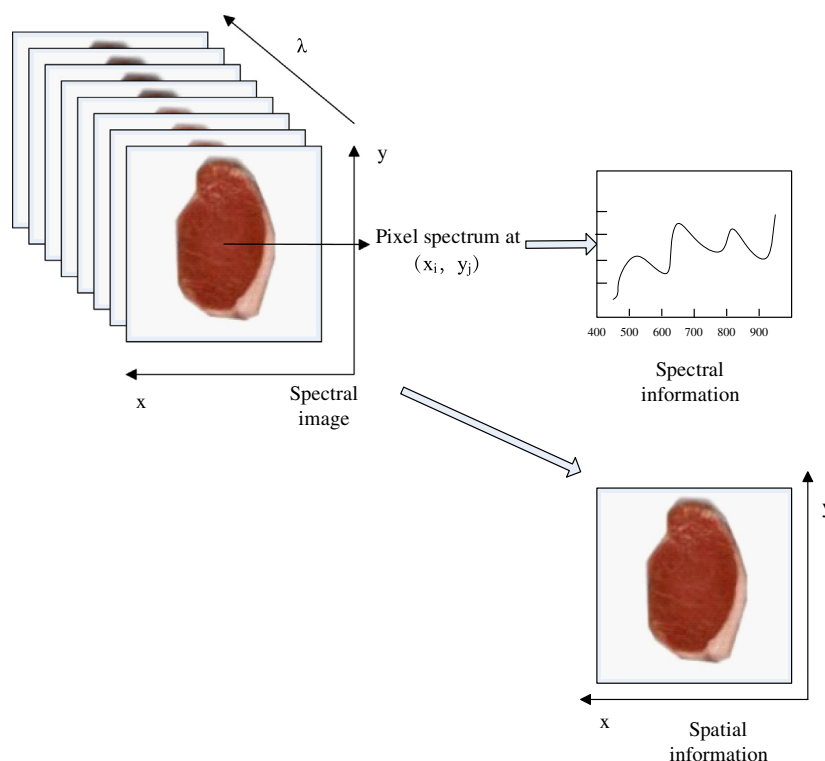 λ
y
Pixel spectrum at
(xᵢ, yⱼ)
x
Spectral
image
400 500 600 700 800 900
Spectral
information
y
x
Spatial
information